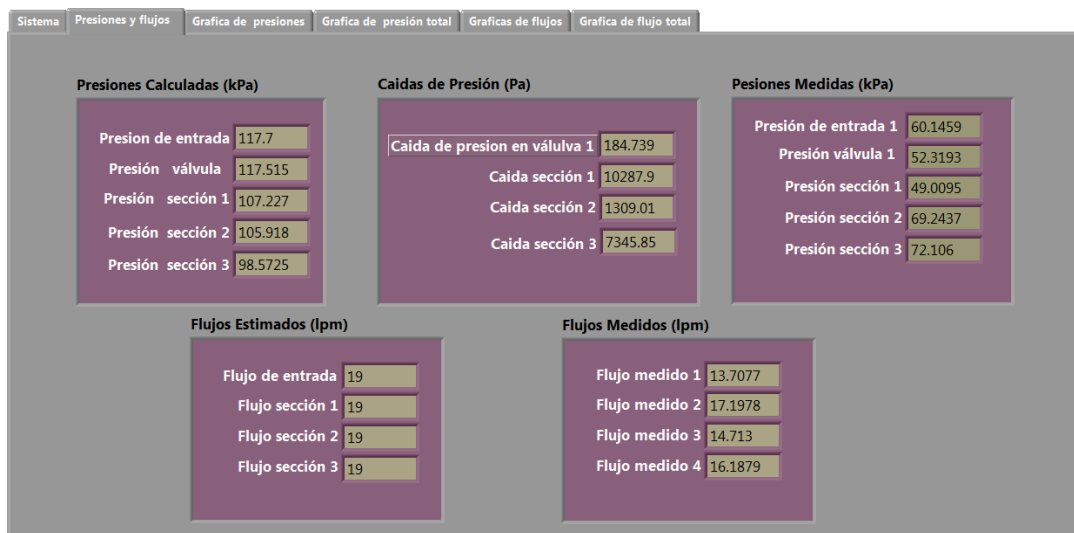 Sistema
Presiones y flujos
Grafica de presiones
Grafica de presión total
Graficas de flujos
Grafica de flujo total
Presiones Calculadas (kPa)
Presion de entrada 117.7
Presión válvula 117.515
Presión sección 1 107.227
Presión sección 2 105.918
Presión sección 3 98.5725
Caidas de Presión (Pa)
Caida de presion en válulva 1 184.739
Caida sección 1 10287.9
Caida sección 2 1309.01
Caida sección 3 7345.85
Pesiones Medidas (kPa)
Presión de entrada 1 60.1459
Presión válvula 1 52.3193
Presión sección 1 49.0095
Presión sección 2 69.2437
Presión sección 3 72.106
Flujos Estimados (lpm)
Flujo de entrada 19
Flujo sección 1 19
Flujo sección 2 19
Flujo sección 3 19
Flujos Medidos (lpm)
Flujo medido 1 13.7077
Flujo medido 2 17.1978
Flujo medido 3 14.713
Flujo medido 4 16.1879